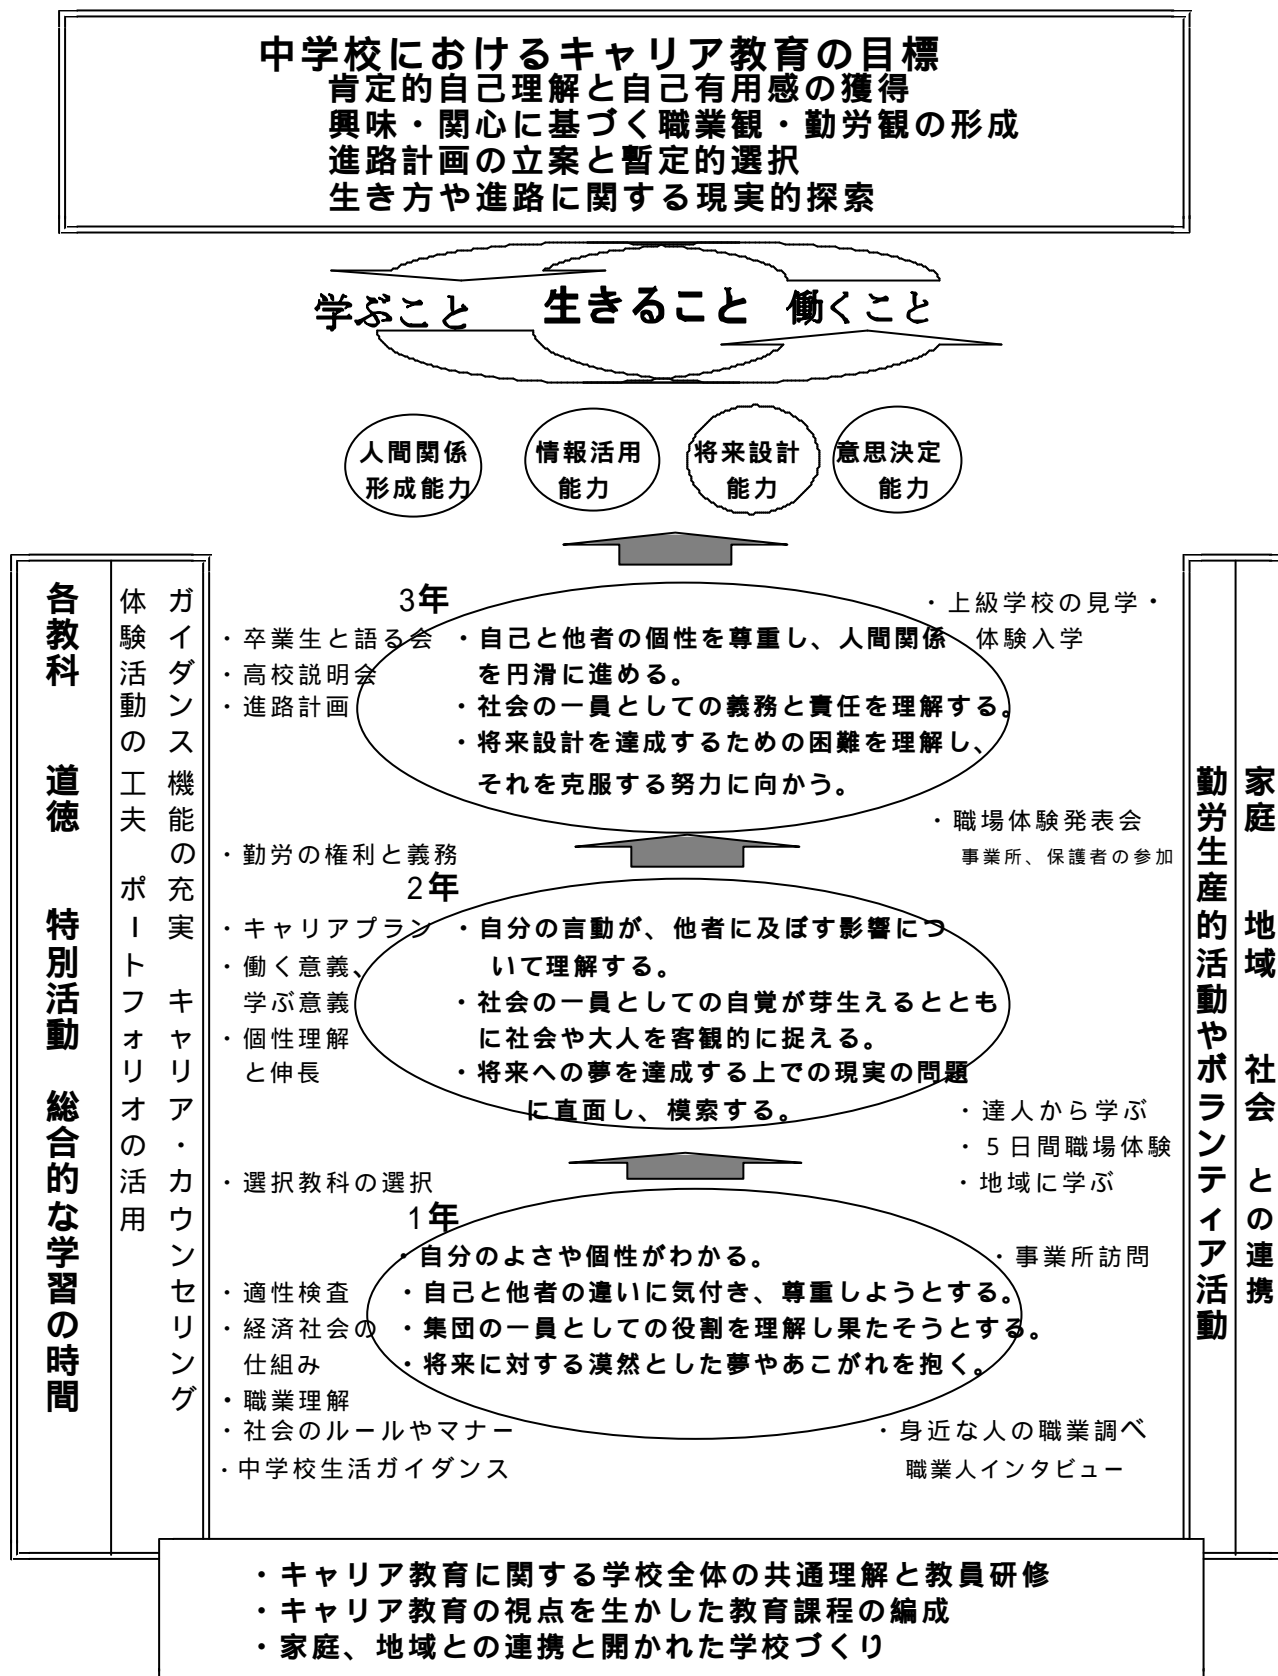 中学校におけるキャリア教育の目標
肯定的自己理解と自己有用感の獲得
興味・関心に基づく職業観・勤労観の形成
進路計画の立案と暫定的選択
生き方や進路に関する現実的探索
学ぶこと 生きること 働くこと
人間関係
形成能力
情報活用
能力
将来設計
能力
意思決定
能力
各教科 道徳 特別活動 総合的な学習の時間
ガイダンス機能の充実 キャリア・カウンセリング
体験活動の工夫 ポートフォリオの活用
3年
・卒業生と語る会
・高校説明会
・進路計画
・自己と他者の個性を尊重し、人間関係
を円滑に進める。
・社会の一員としての義務と責任を理解する。
・将来設計を達成するための困難を理解し、
それを克服する努力に向かう。
・上級学校の見学・
体験入学
・職場体験発表会
事業所、保護者の参加
・勤労の権利と義務
2年
・キャリアプラン
・働く意義、
学ぶ意義
・個性理解
と伸長
・自分の言動が、他者に及ぼす影響につ
いて理解する。
・社会の一員としての自覚が芽生えるととも
に社会や大人を客観的に捉える。
・将来への夢を達成する上での現実の問題
に直面し、模索する。
・達人から学ぶ
・5日間職場体験
・地域に学ぶ
・選択教科の選択
1年
・自分のよさや個性がわかる。
・自己と他者の違いに気付き、尊重しようとする。
・集団の一員としての役割を理解し果たそうとする。
・将来に対する漠然とした夢やあこがれを抱く。
・事業所訪問
・適性検査
・経済社会の
仕組み
・職業理解
・社会のルールやマナー
・中学校生活ガイダンス
・身近な人の職業調べ
職業人インタビュー
家庭 地域 社会 との連携
勤労生産的活動やボランティア活動
・キャリア教育に関する学校全体の共通理解と教員研修
・キャリア教育の視点を生かした教育課程の編成
・家庭、地域との連携と開かれた学校づくり